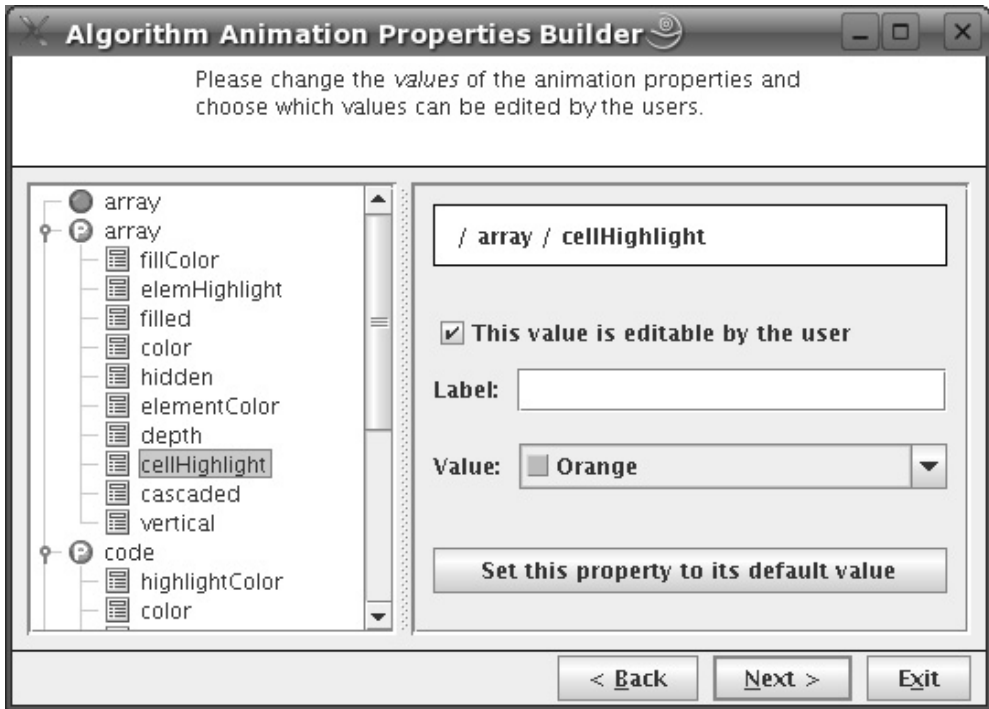 Algorithm Animation Properties Builder
Please change the values of the animation properties and
choose which values can be edited by the users.
array
P array
fillColor
elemHighlight
filled
color
hidden
elementColor
depth
cellHighlight
cascaded
vertical
P code
highlightColor
color
/ array / cellHighlight
This value is editable by the user
Label:
Value: Orange
Set this property to its default value
< Back Next > Exit